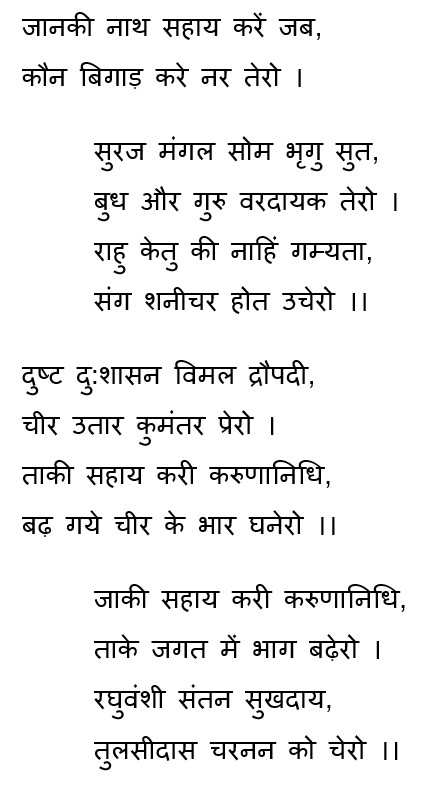 जानकी नाथ सहाय करें जब,
कौन बिगाड़ करे नर तेरो ।
सुरज मंगल सोम भृगु सुत,
बुध और गुरु वरदायक तेरो ।
राहु केतु की नाहिं गम्यता,
संग शनीचर होत उचेरो ।।
दुष्ट दु:शासन विमल द्रौपदी,
चीर उतार कुमंतर प्रेरो ।
ताकी सहाय करी करुणानिधि,
बढ़ गये चीर के भार घनेरो ।।
जाकी सहाय करी करुणानिधि,
ताके जगत में भाग बढ़ेरो ।
रघुवंशी संतन सुखदाय,
तुलसीदास चरनन को चेरो ।।